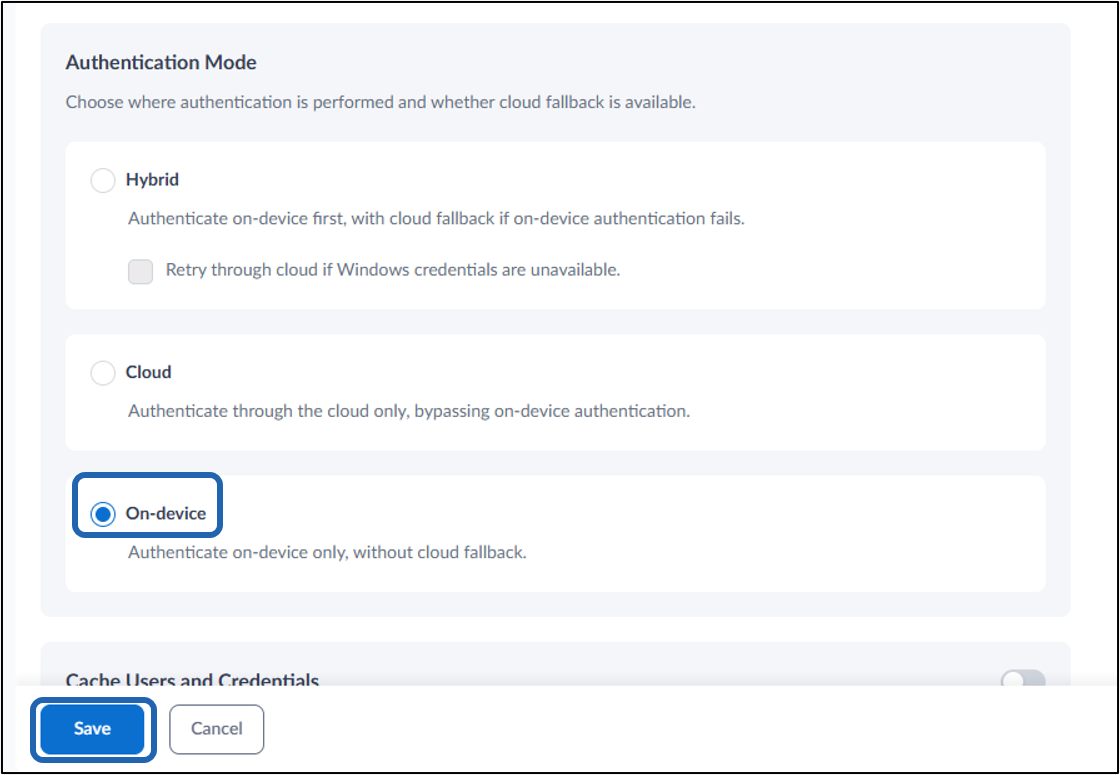 Authentication Mode
Choose where authentication is performed and whether cloud fallback is available.
Hybrid
Authenticate on-device first, with cloud fallback if on-device authentication fails.
Retry through cloud if Windows credentials are unavailable.
Cloud
Authenticate through the cloud only, bypassing on-device authentication.
On-device
Authenticate on-device only, without cloud fallback.
Cache Users and Credentials
Save
Cancel